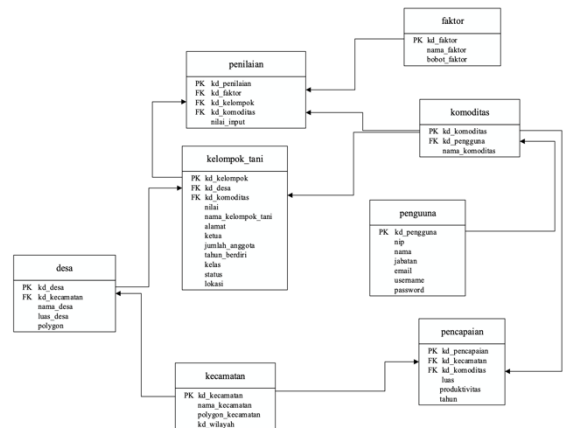 faktor
PK kd_faktor
nama_faktor
bobot_faktor
penilaian
PK kd_penilaian
FK kd_faktor
FK kd_kelompok
FK kd_komoditas
nilai_input
komoditas
PK kd_komoditas
FK kd_pengguna
nama_komoditas
kelompok_tani
PK kd_kelompok
FK kd_desa
FK kd_komoditas
nilai
nama_kelompok_tani
alamat
ketua
jumlah_anggota
tahun_berdiri
kelas
status
lokasi
penguuna
PK kd_pengguna
nip
nama
jabatan
email
username
password
desa
PK kd_desa
FK kd_kecamatan
nama_desa
luas_desa
polygon
pencapaian
PK kd_pencapaian
FK kd_kecamatan
FK kd_komoditas
luas
produktivitas
tahun
kecamatan
PK kd_kecamatan
nama_kecamatan
polygon_kecamatan
kd_wilayah